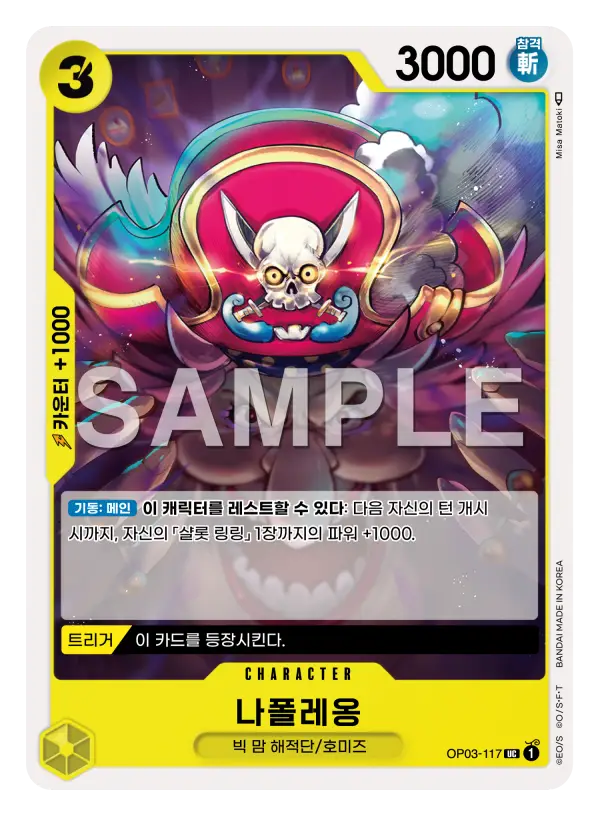 3
3000
참격
斬
Misa Matoki
카운터 +1000
SAMPLE
기동: 메인 이 캐릭터를 레스트할 수 있다: 다음 자신의 턴 개시
시까지, 자신의 「샬롯 링링」 1장까지의 파워 +1000.
트리거 이 카드를 등장시킨다.
CHARACTER
나폴레옹
빅 맘 해적단/호미즈
OP03-117 UC 1
©EO/S ©O/S·F·T BANDAI MADE IN KOREA